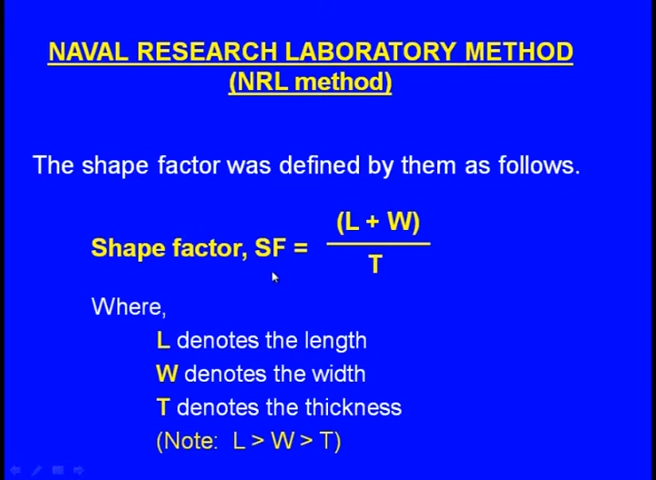 NAVAL RESEARCH LABORATORY METHOD
(NRL method)
The shape factor was defined by them as follows.
(L + W)
Shape factor, SF =
T
Where,
L denotes the length
W denotes the width
T denotes the thickness
(Note: L > W > T)